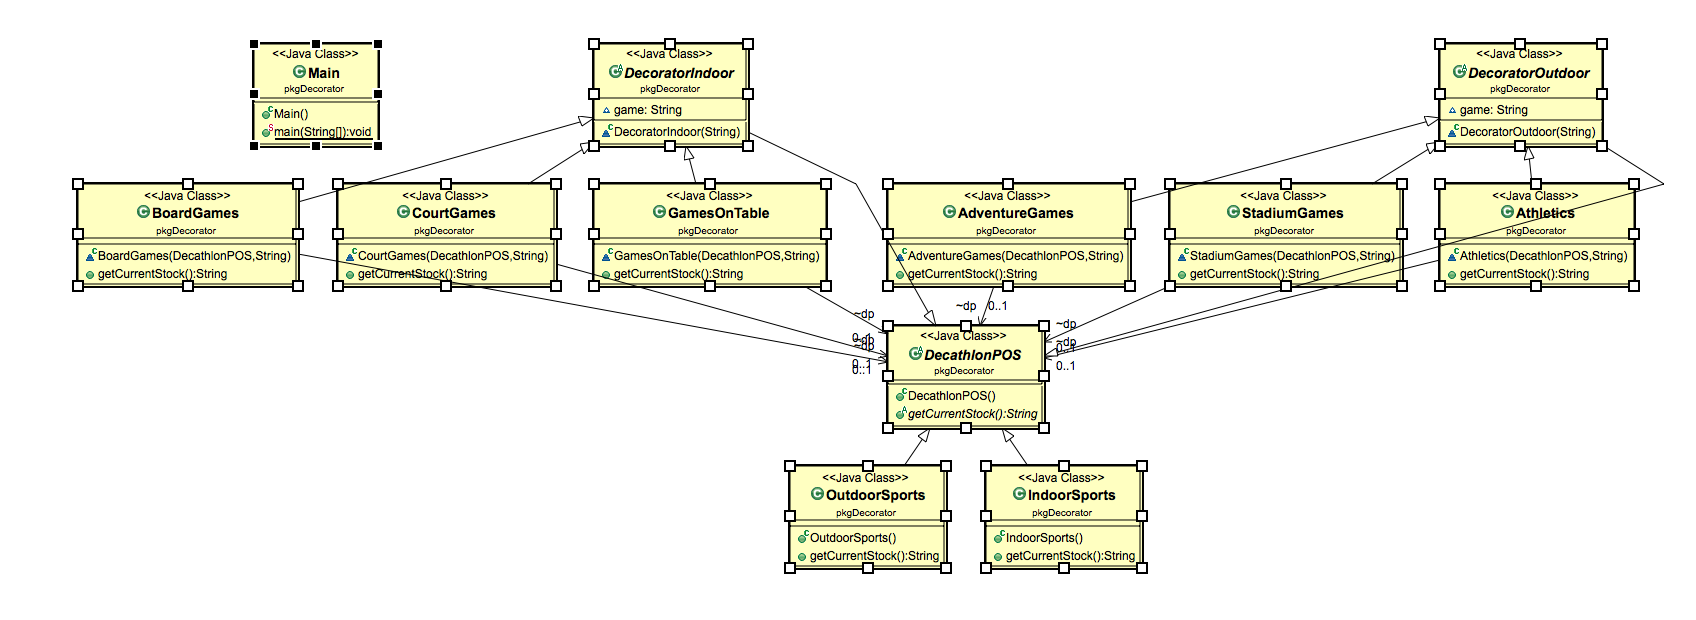 <<Java Class>>
Main
pkgDecorator
Main()
main(String[]):void
<<Java Class>>
DecoratorIndoor
pkgDecorator
game: String
DecoratorIndoor(String)
<<Java Class>>
DecoratorOutdoor
pkgDecorator
game: String
DecoratorOutdoor(String)
<<Java Class>>
BoardGames
pkgDecorator
BoardGames(DecathlonPOS,String)
getCurrentStock():String
<<Java Class>>
CourtGames
pkgDecorator
CourtGames(DecathlonPOS,String)
getCurrentStock():String
<<Java Class>>
GamesOnTable
pkgDecorator
GamesOnTable(DecathlonPOS,String)
getCurrentStock():String
<<Java Class>>
AdventureGames
pkgDecorator
AdventureGames(DecathlonPOS,String)
getCurrentStock():String
<<Java Class>>
StadiumGames
pkgDecorator
StadiumGames(DecathlonPOS,String)
getCurrentStock():String
<<Java Class>>
Athletics
pkgDecorator
Athletics(DecathlonPOS,String)
getCurrentStock():String
~dp
0..1
~dp
0..1
~dp
0..1
~dp
0..1
~dp
0..1
~dp
0..1
<<Java Class>>
DecathlonPOS
pkgDecorator
DecathlonPOS()
getCurrentStock():String
<<Java Class>>
OutdoorSports
pkgDecorator
OutdoorSports()
getCurrentStock():String
<<Java Class>>
IndoorSports
pkgDecorator
IndoorSports()
getCurrentStock():String